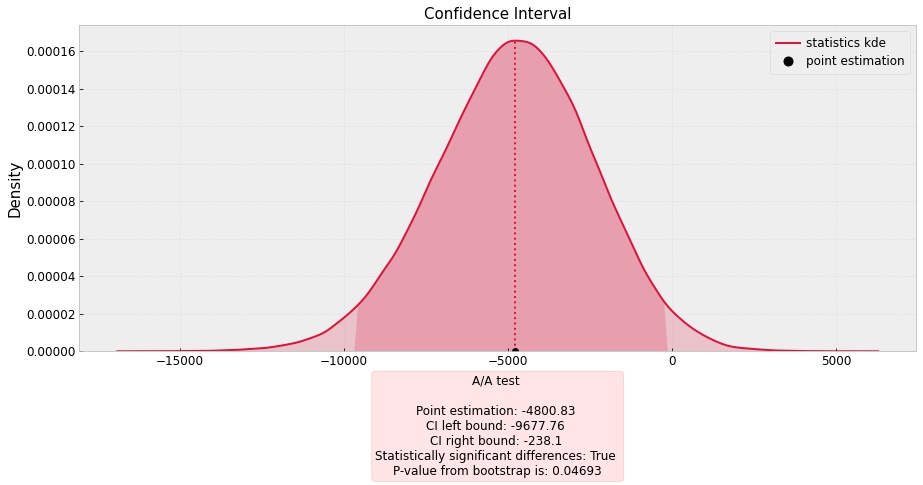 Confidence Interval
statistics kde
point estimation
Density
0.00016
0.00014
0.00012
0.00010
0.00008
0.00006
0.00004
0.00002
0.00000
−15000 −10000 −5000 0 5000
A/A test
Point estimation: -4800.83
CI left bound: -9677.76
CI right bound: -238.1
Statistically significant differences: True
P-value from bootstrap is: 0.04693